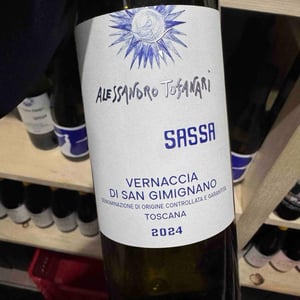 ALESSANDRO TOFANARI
SASSA
VERNACCIA
DI SAN GIMIGNANO
DENOMINAZIONE DI ORIGINE CONTROLLATA E GARANTITA
TOSCANA
2024